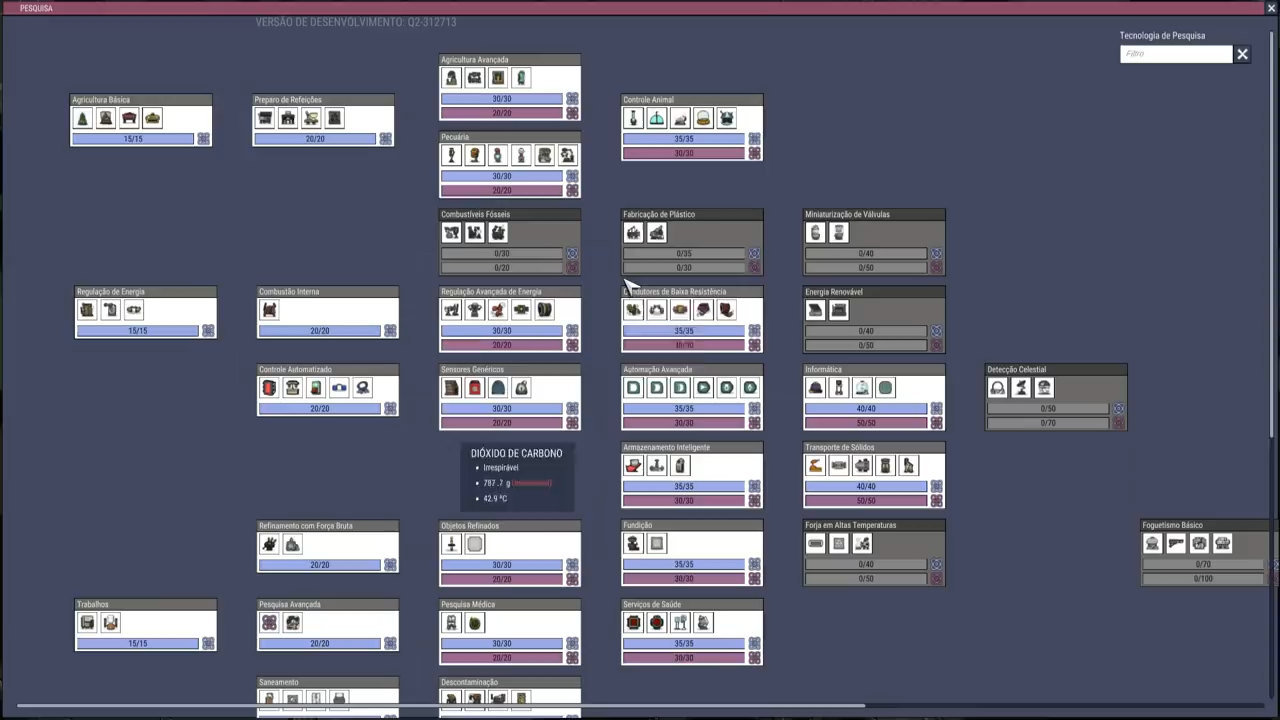 PESQUISA
VERSÃO DE DESENVOLVIMENTO: Q2-312713
Tecnologia de Pesquisa
Filtro
Agricultura Avançada
30/30
20/20
Agricultura Básica
15/15
Preparo de Refeições
20/20
Controle Animal
35/35
30/30
Pecuária
30/30
20/20
Combustíveis Fósseis
0/30
0/20
Fabricação de Plástico
0/35
0/30
Miniaturização de Válvulas
0/40
0/50
Regulação de Energia
15/15
Combustão Interna
20/20
Regulação Avançada de Energia
30/30
20/20
de Baixa Resistência
35/35
Energia Renovável
0/40
0/50
Controle Automatizado
20/20
Sensores Genéricos
30/30
20/20
Automação Avançada
35/35
30/30
Informática
40/40
50/50
Detecção Celestial
0/50
0/70
DIÓXIDO DE CARBONO
• Irrespirável
• 787.7 g
• 42.9 ºC
Armazenamento Inteligente
35/35
30/30
Transporte de Sólidos
40/40
50/50
Refinamento com Força Bruta
20/20
Objetos Refinados
30/30
20/20
Fundição
35/35
30/30
Forja em Altas Temperaturas
0/40
0/50
Foguetismo Básico
0/70
0/100
Trabalhos
15/15
Pesquisa Avançada
20/20
Pesquisa Médica
30/30
20/20
Serviços de Saúde
35/35
30/30
Saneamento
Descontaminação